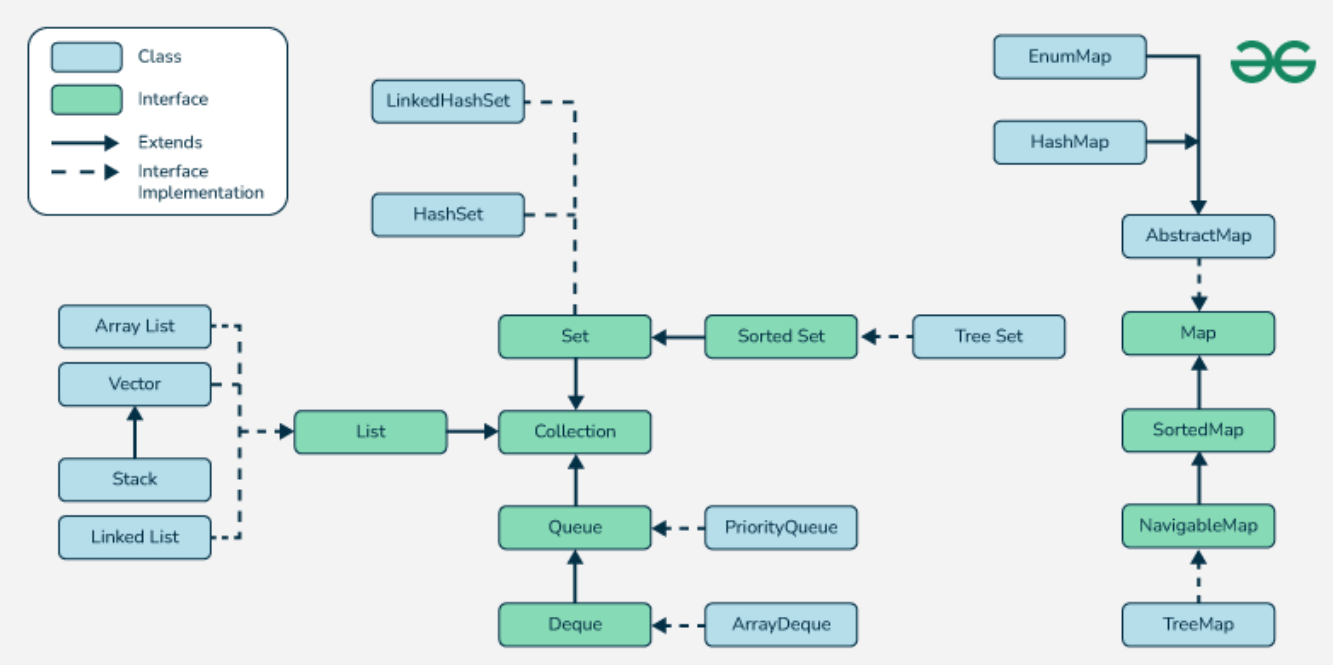 Class
Interface
Extends
Interface
Implementation
EnumMap
LinkedHashSet
HashMap
HashSet
AbstractMap
Array List
Set
Sorted Set
Tree Set
Map
Vector
List
Collection
SortedMap
Stack
Queue
PriorityQueue
NavigableMap
Linked List
Deque
ArrayDeque
TreeMap